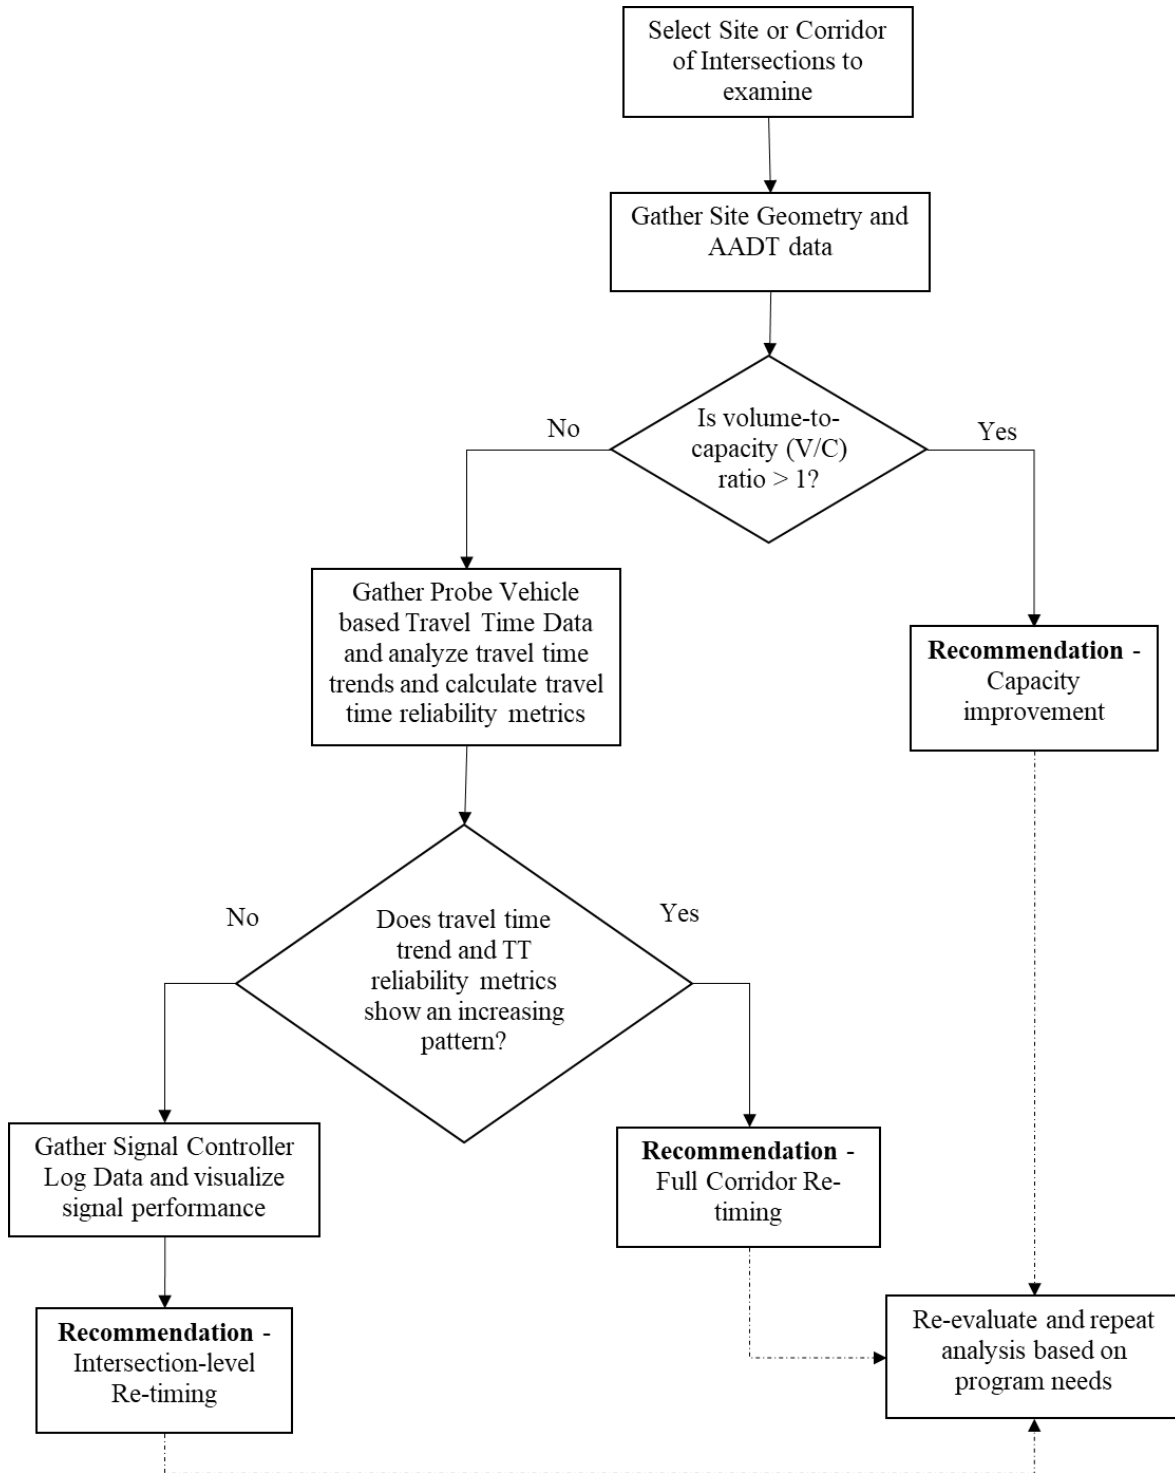 Select Site or Corridor
of Intersections to
examine
Gather Site Geometry and
AADT data
Is volume-to-
capacity (V/C)
ratio > 1?
No
Yes
Gather Probe Vehicle
based Travel Time Data
and analyze travel time
trends and calculate travel
time reliability metrics
Recommendation -
Capacity
improvement
Does travel time
trend and TT
reliability metrics
show an increasing
pattern?
No
Yes
Gather Signal Controller
Log Data and visualize
signal performance
Recommendation -
Full Corridor Re-
timing
Recommendation -
Intersection-level
Re-timing
Re-evaluate and repeat
analysis based on
program needs